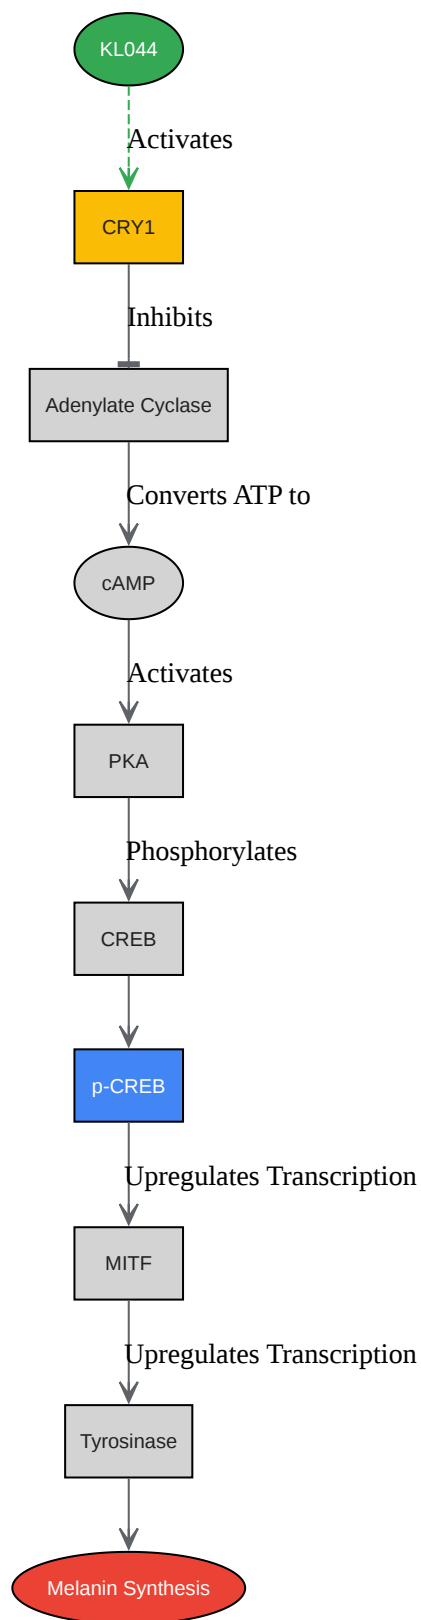 KL044
Activates
CRY1
Inhibits
Adenylate Cyclase
Converts ATP to
cAMP
Activates
PKA
Phosphorylates
CREB
p-CREB
Upregulates Transcription
MITF
Upregulates Transcription
Tyrosinase
Melanin Synthesis